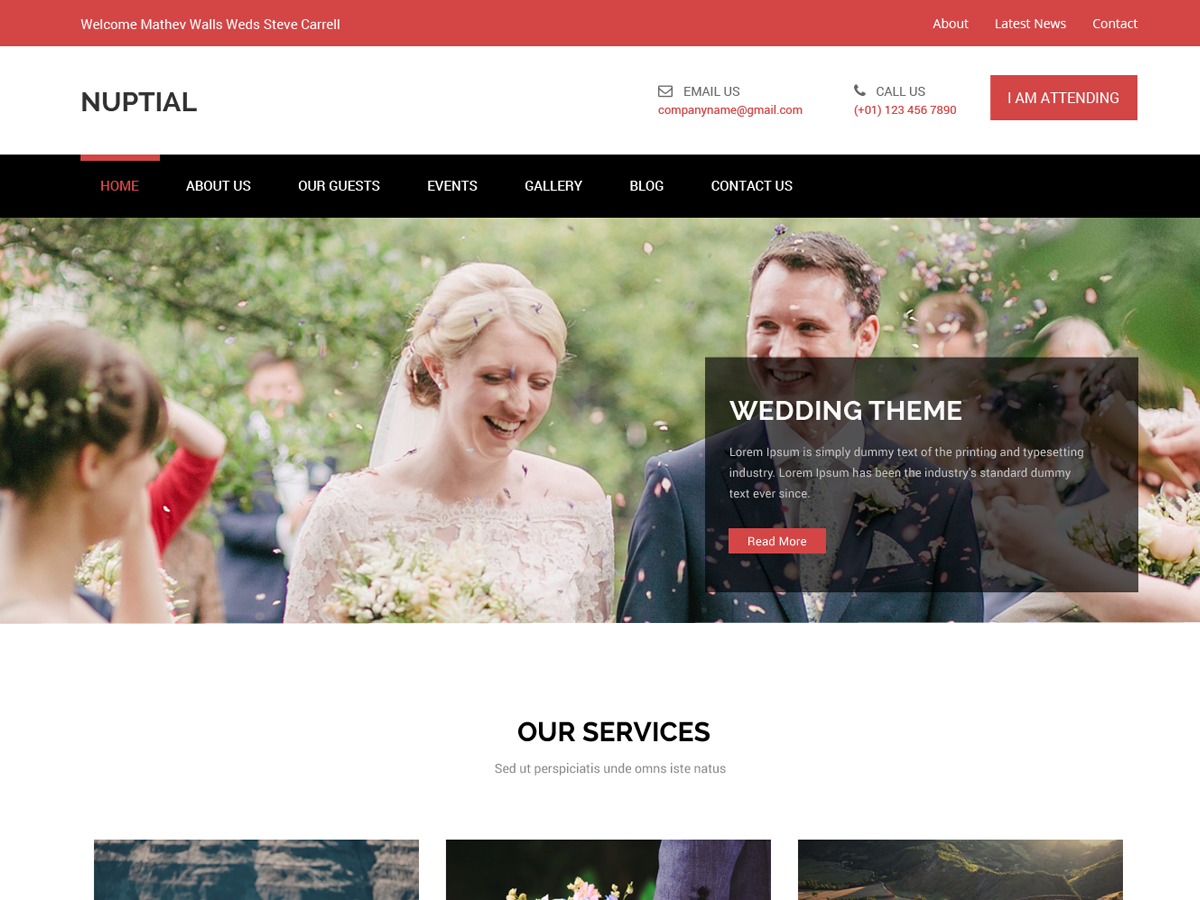 Welcome Mathev Walls Weds Steve Carrell
About Latest News Contact
NUPTIAL
EMAIL US
companyname@gmail.com
CALL US
(+01) 123 456 7890
I AM ATTENDING
HOME ABOUT US OUR GUESTS EVENTS GALLERY BLOG CONTACT US
WEDDING THEME
Lorem Ipsum is simply dummy text of the printing and typesetting
industry. Lorem Ipsum has been the industry's standard dummy
text ever since.
Read More
OUR SERVICES
Sed ut perspiciatis unde omns iste natus